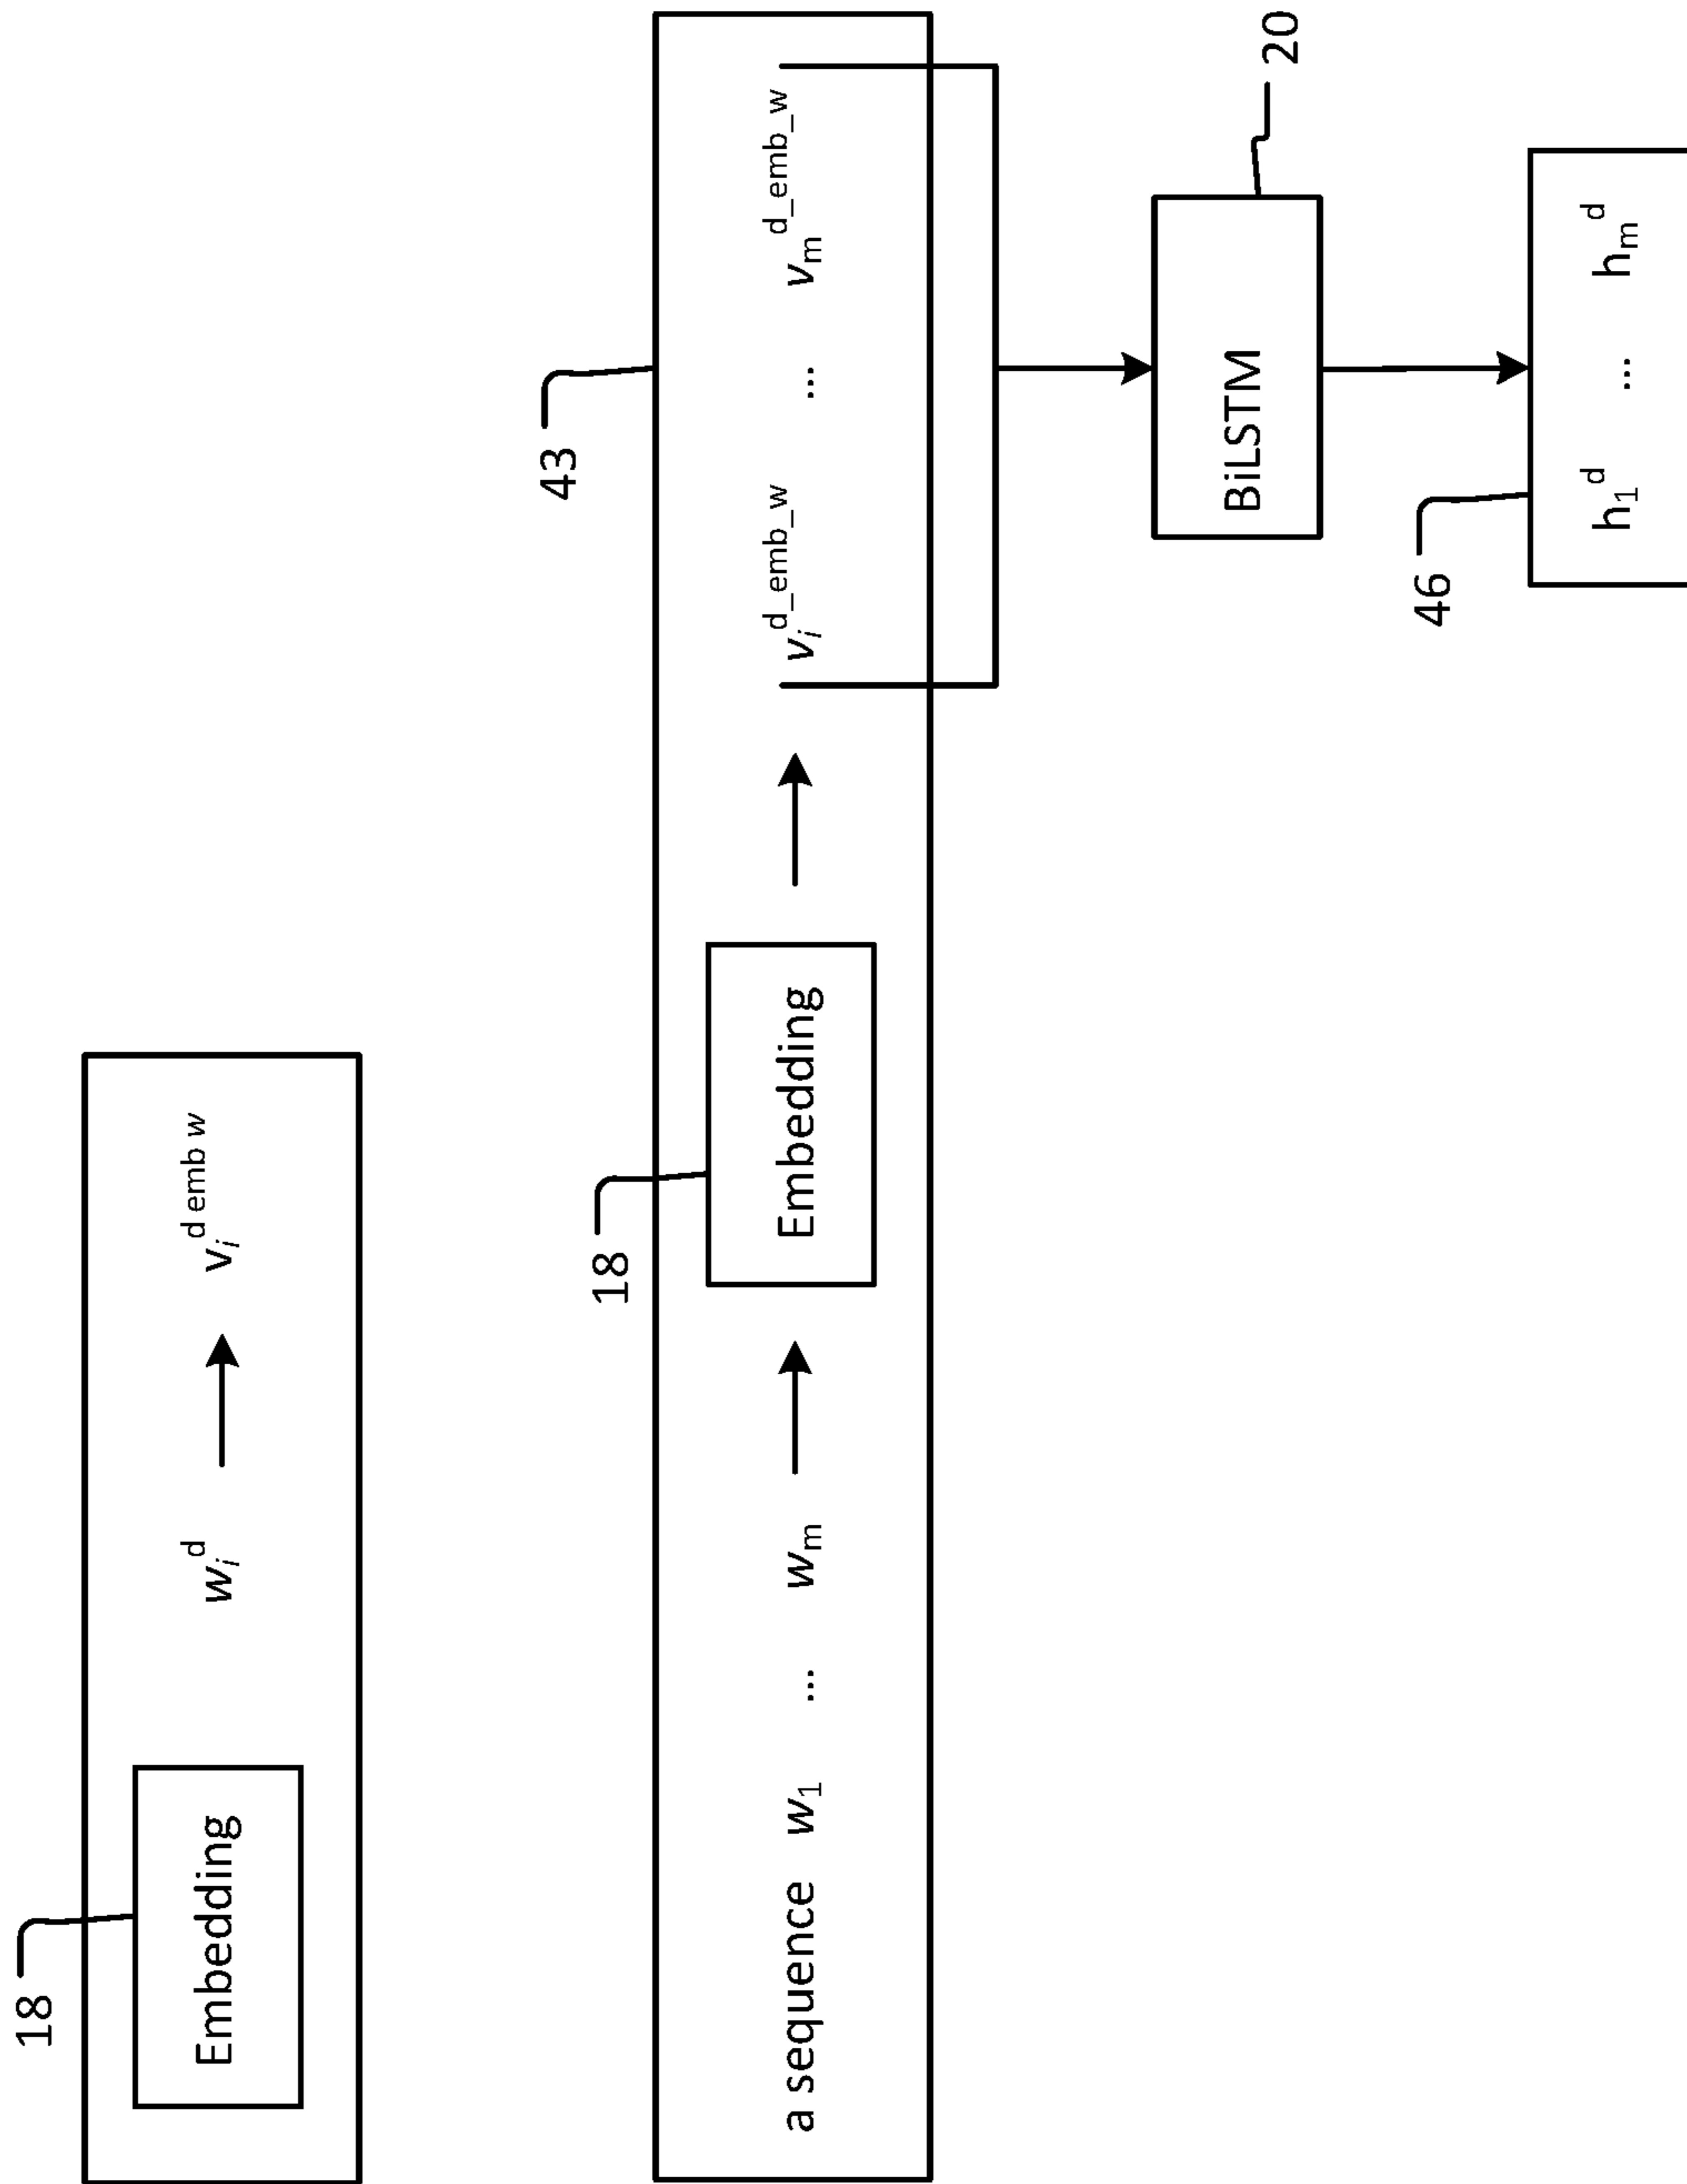 18
Embedding w_i^d → v_i^{d emb w}
43
18
a sequence w_1 ... w_m → Embedding → v_i^{d_emb_w} ... v_m^{d_emb_w}
BiLSTM
20
46
h_1^d ... h_m^d